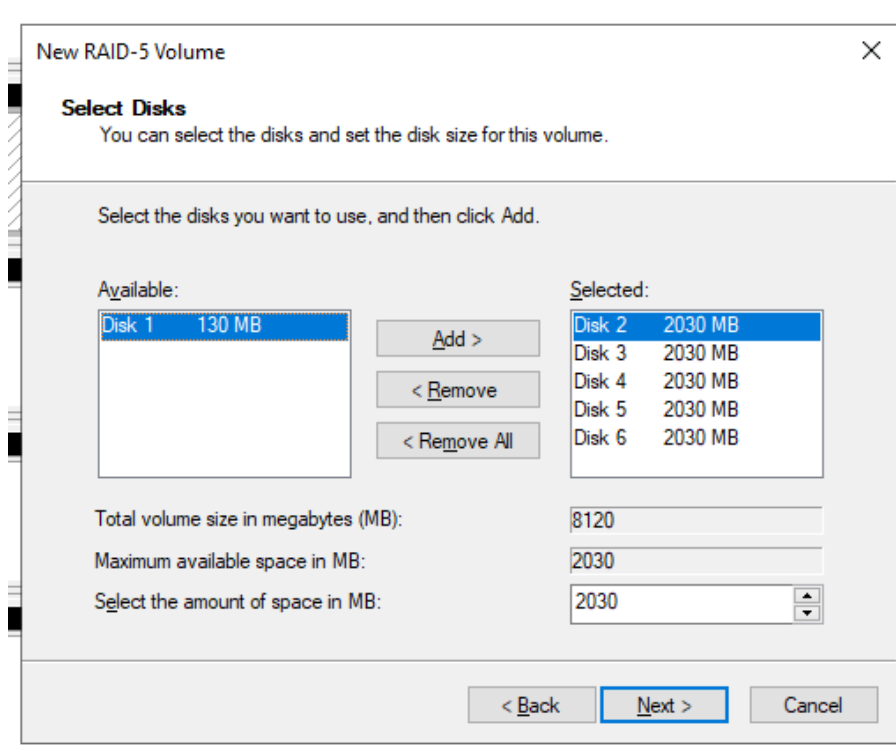 New RAID-5 Volume
Select Disks
You can select the disks and set the disk size for this volume.
Select the disks you want to use, and then click Add.
Available:
Disk 1 130 MB
Add >
< Remove
< Remove All
Selected:
Disk 2 2030 MB
Disk 3 2030 MB
Disk 4 2030 MB
Disk 5 2030 MB
Disk 6 2030 MB
Total volume size in megabytes (MB): 8120
Maximum available space in MB: 2030
Select the amount of space in MB: 2030
< Back Next > Cancel